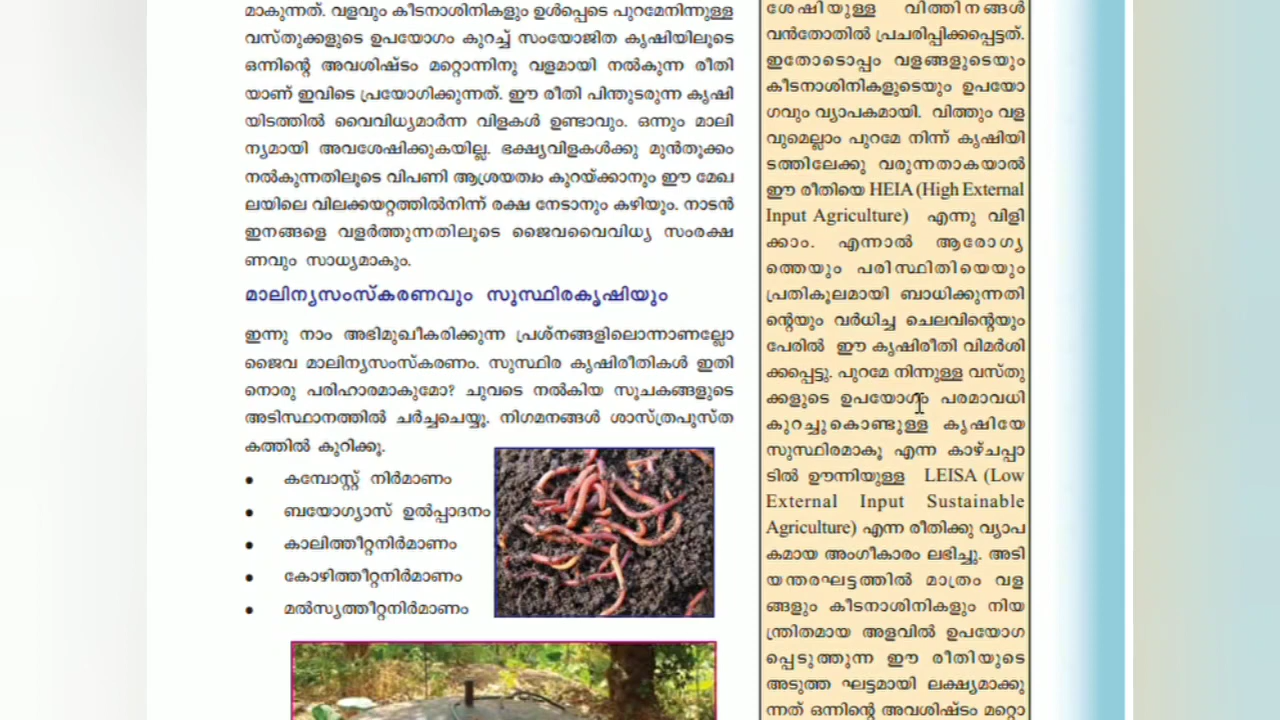 മാകുന്നത്. വളവും കീടനാശിനികളും ഉൾപ്പെടെ പുറമേനിന്നുള്ള
വസ്തുക്കളുടെ ഉപയോഗം കുറച്ച് സംയോജിത കൃഷിയിലൂടെ
ഒന്നിന്റെ അവശിഷ്ടം മറ്റൊന്നിനു വളമായി നൽകുന്ന രീതി
യാണ് ഇവിടെ പ്രയോഗിക്കുന്നത്. ഈ രീതി പിന്തുടരുന്ന കൃഷി
യിടത്തിൽ വൈവിധ്യമാർന്ന വിളകൾ ഉണ്ടാവും. ഒന്നും മാലി
ന്യമായി അവശേഷിക്കുകയില്ല. ഭക്ഷ്യവിളകൾക്കു മുൻതൂക്കം
നൽകുന്നതിലൂടെ വിപണി ആശ്രയത്വം കുറയ്ക്കാനും ഈ മേഖ
ലയിലെ വിലക്കയറ്റത്തിൽനിന്ന് രക്ഷ നേടാനും കഴിയും. നാടൻ
ഇനങ്ങളെ വളർത്തുന്നതിലൂടെ ജൈവവൈവിധ്യ സംരക്ഷ
ണവും സാധ്യമാകും.
മാലിന്യസംസ്കരണവും സുസ്ഥിരകൃഷിയും
ഇന്നു നാം അഭിമുഖീകരിക്കുന്ന പ്രശ്നങ്ങളിലൊന്നാണല്ലോ
ജൈവ മാലിന്യസംസ്കരണം. സുസ്ഥിര കൃഷിരീതികൾ ഇതി
നൊരു പരിഹാരമാകുമോ? ചുവടെ നൽകിയ സൂചകങ്ങളുടെ
അടിസ്ഥാനത്തിൽ ചർച്ചചെയ്യൂ. നിഗമനങ്ങൾ ശാസ്ത്രപുസ്ത
കത്തിൽ കുറിക്കൂ.
• കമ്പോസ്റ്റ് നിർമാണം
• ബയോഗ്യാസ് ഉൽപ്പാദനം
• കാലിത്തീറ്റനിർമാണം
• കോഴിത്തീറ്റനിർമാണം
• മൽസ്യത്തീറ്റനിർമാണം
ശേഷിയുള്ള വിത്തിനങ്ങൾ
വൻതോതിൽ പ്രചരിപ്പിക്കപ്പെട്ടത്.
ഇതോടൊപ്പം വളങ്ങളുടെയും
കീടനാശിനികളുടെയും ഉപയോ
ഗവും വ്യാപകമായി. വിത്തും വള
വുമെല്ലാം പുറമേ നിന്ന് കൃഷിയി
ടത്തിലേക്കു വരുന്നതാകയാൽ
ഈ രീതിയെ HEIA (High External
Input Agriculture) എന്നു വിളി
ക്കാം. എന്നാൽ ആരോഗ്യ
ത്തെയും പരിസ്ഥിതിയെയും
പ്രതികൂലമായി ബാധിക്കുന്നതി
ന്റെയും വർധിച്ച ചെലവിന്റെയും
പേരിൽ ഈ കൃഷിരീതി വിമർശി
ക്കപ്പെട്ടു. പുറമേ നിന്നുള്ള വസ്തു
ക്കളുടെ ഉപയോഗം പരമാവധി
കുറച്ചുകൊണ്ടുള്ള കൃഷിയേ
സുസ്ഥിരമാകൂ എന്ന കാഴ്ചപ്പാ
ടിൽ ഊന്നിയുള്ള LEISA (Low
External Input Sustainable
Agriculture) എന്ന രീതിക്കു വ്യാപ
കമായ അംഗീകാരം ലഭിച്ചു. അടി
യന്തരഘട്ടത്തിൽ മാത്രം വള
ങ്ങളും കീടനാശിനികളും നിയ
ന്ത്രിതമായ അളവിൽ ഉപയോഗ
പ്പെടുത്തുന്ന ഈ രീതിയുടെ
അടുത്ത ഘട്ടമായി ലക്ഷ്യമാക്കു
ന്നത് ഒന്നിന്റെ അവശിഷ്ടം മറ്റൊ